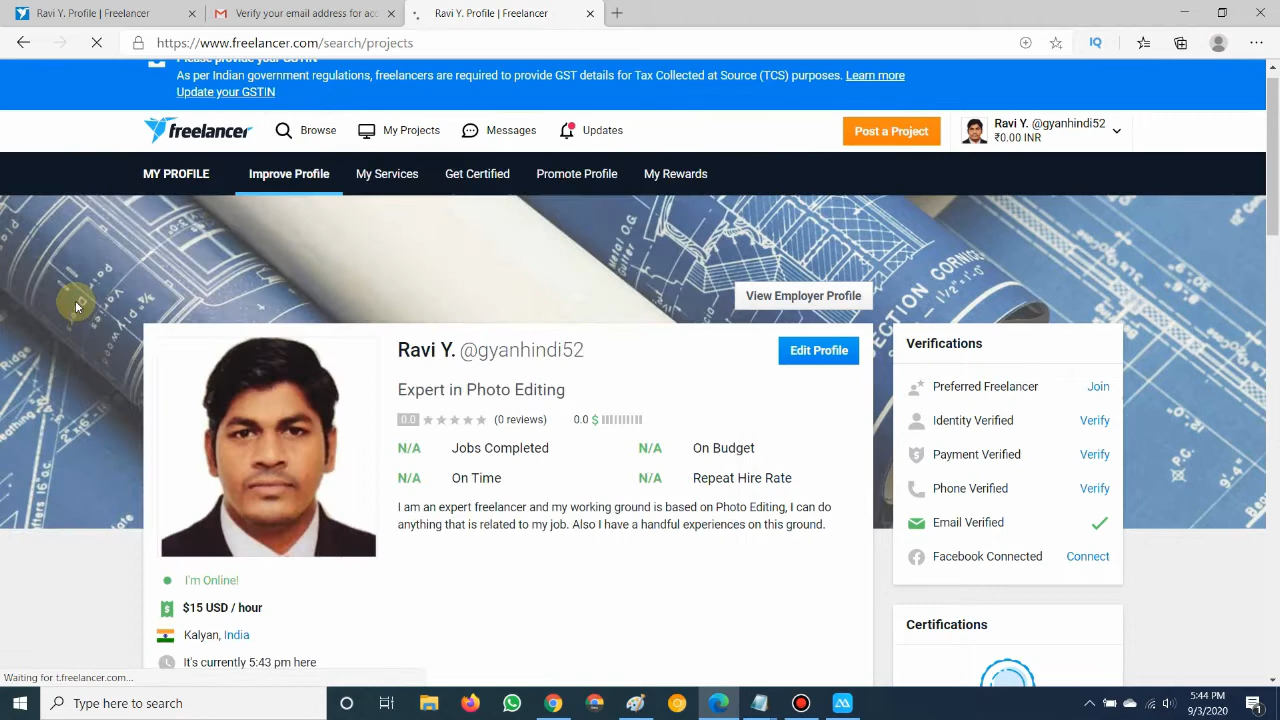 Ravi Y. Profile | Freelancer
Verify your email address for acc
Ravi Y. Profile | Freelancer
https://www.freelancer.com/search/projects
IQ
Please provide your GSTIN
As per Indian government regulations, freelancers are required to provide GST details for Tax Collected at Source (TCS) purposes. Learn more
Update your GSTIN
freelancer
Browse
My Projects
Messages
Updates
Post a Project
Ravi Y. @gyanhindi52
₹0.00 INR
MY PROFILE
Improve Profile
My Services
Get Certified
Promote Profile
My Rewards
View Employer Profile
Ravi Y. @gyanhindi52
Edit Profile
Expert in Photo Editing
0.0 (0 reviews) 0.0 $
N/A Jobs Completed N/A On Budget
N/A On Time N/A Repeat Hire Rate
I am an expert freelancer and my working ground is based on Photo Editing, I can do
anything that is related to my job. Also I have a handful experiences on this ground.
I'm Online!
$15 USD / hour
Kalyan, India
It's currently 5:43 pm here
Verifications
Preferred Freelancer Join
Identity Verified Verify
Payment Verified Verify
Phone Verified Verify
Email Verified
Facebook Connected Connect
Certifications
Waiting for t.freelancer.com...
Type here to search
5:44 PM
9/3/2020